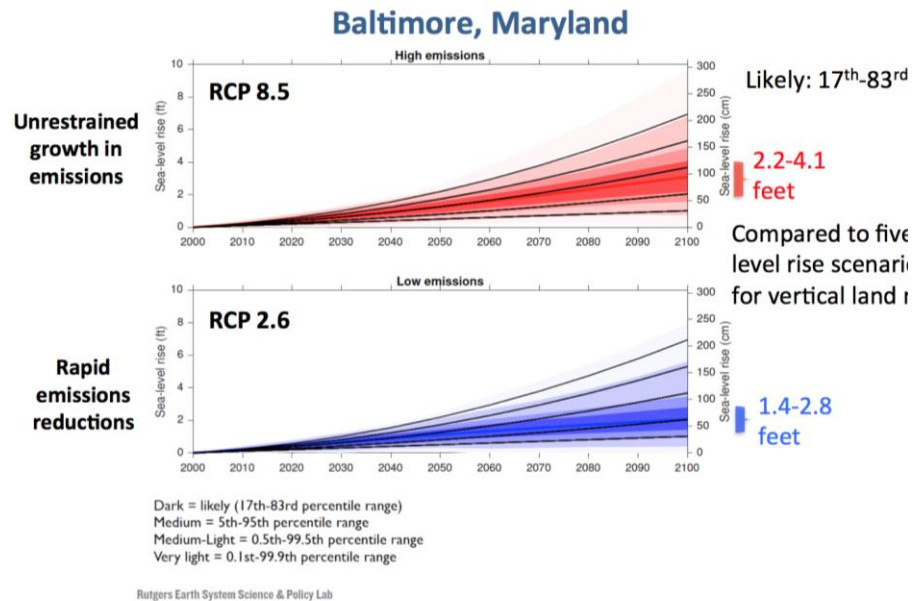 Baltimore, Maryland
High emissions
RCP 8.5
Likely: 17th-83rd
Unrestrained
growth in
emissions
Sea-level rise (ft)
10
8
6
4
2
0
300
250
200
150
100
50
0
Sea-level rise (cm)
2000 2010 2020 2030 2040 2050 2060 2070 2080 2090 2100
2.2-4.1
feet
Compared to five
level rise scenario
for vertical land
Low emissions
RCP 2.6
Rapid
emissions
reductions
Sea-level rise (ft)
10
8
6
4
2
0
300
250
200
150
100
50
0
Sea-level rise (cm)
2000 2010 2020 2030 2040 2050 2060 2070 2080 2090 2100
1.4-2.8
feet
Dark = likely (17th-83rd percentile range)
Medium = 5th-95th percentile range
Medium-Light = 0.5th-99.5th percentile range
Very light = 0.1st-99.9th percentile range
Rutgers Earth System Science & Policy Lab